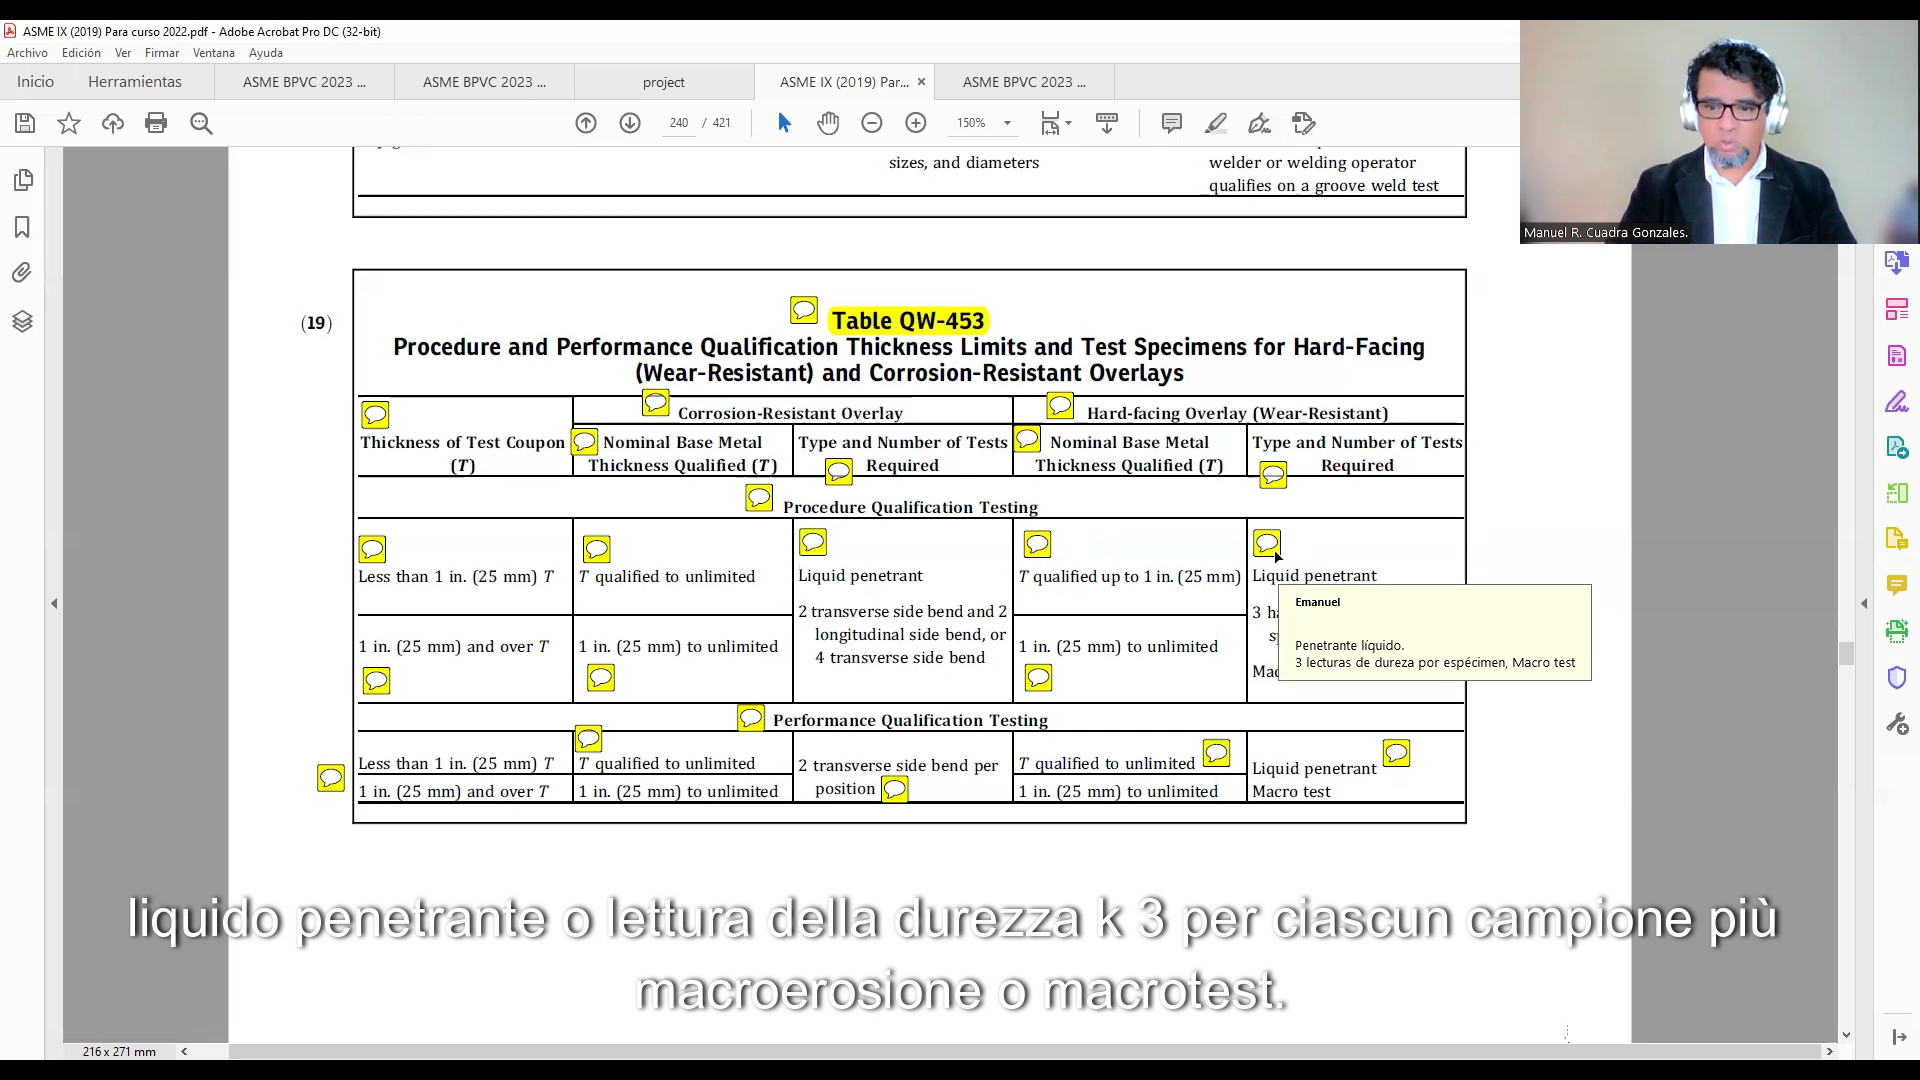 ASME IX (2019) Para curso 2022.pdf - Adobe Acrobat Pro DC (32-bit)
Archivo Edición Ver Firmar Ventana Ayuda
Inicio Herramientas ASME BPVC 2023 ... ASME BPVC 2023 ... project ASME IX (2019) Par... × ASME BPVC 2023 ...
240 / 421 150%
sizes, and diameters
welder or welding operator
qualifies on a groove weld test
Manuel R. Cuadra Gonzales.
(19)
Table QW-453
Procedure and Performance Qualification Thickness Limits and Test Specimens for Hard-Facing
(Wear-Resistant) and Corrosion-Resistant Overlays
Corrosion-Resistant Overlay Hard-facing Overlay (Wear-Resistant)
Thickness of Test Coupon Nominal Base Metal Type and Number of Tests Nominal Base Metal Type and Number of Tests
(T) Thickness Qualified (T) Required Thickness Qualified (T) Required
Procedure Qualification Testing
Less than 1 in. (25 mm) T T qualified to unlimited Liquid penetrant T qualified up to 1 in. (25 mm) Liquid penetrant
2 transverse side bend and 2 3
longitudinal side bend, or
1 in. (25 mm) and over T 1 in. (25 mm) to unlimited 4 transverse side bend 1 in. (25 mm) to unlimited
Emanuel
Penetrante líquido.
3 lecturas de dureza por espécimen, Macro test
Performance Qualification Testing
Less than 1 in. (25 mm) T T qualified to unlimited 2 transverse side bend per T qualified to unlimited Liquid penetrant
1 in. (25 mm) and over T 1 in. (25 mm) to unlimited position 1 in. (25 mm) to unlimited Macro test
liquido penetrante o lettura della durezza k 3 per ciascun campione più
macroerosione o macrotest.
216 x 271 mm